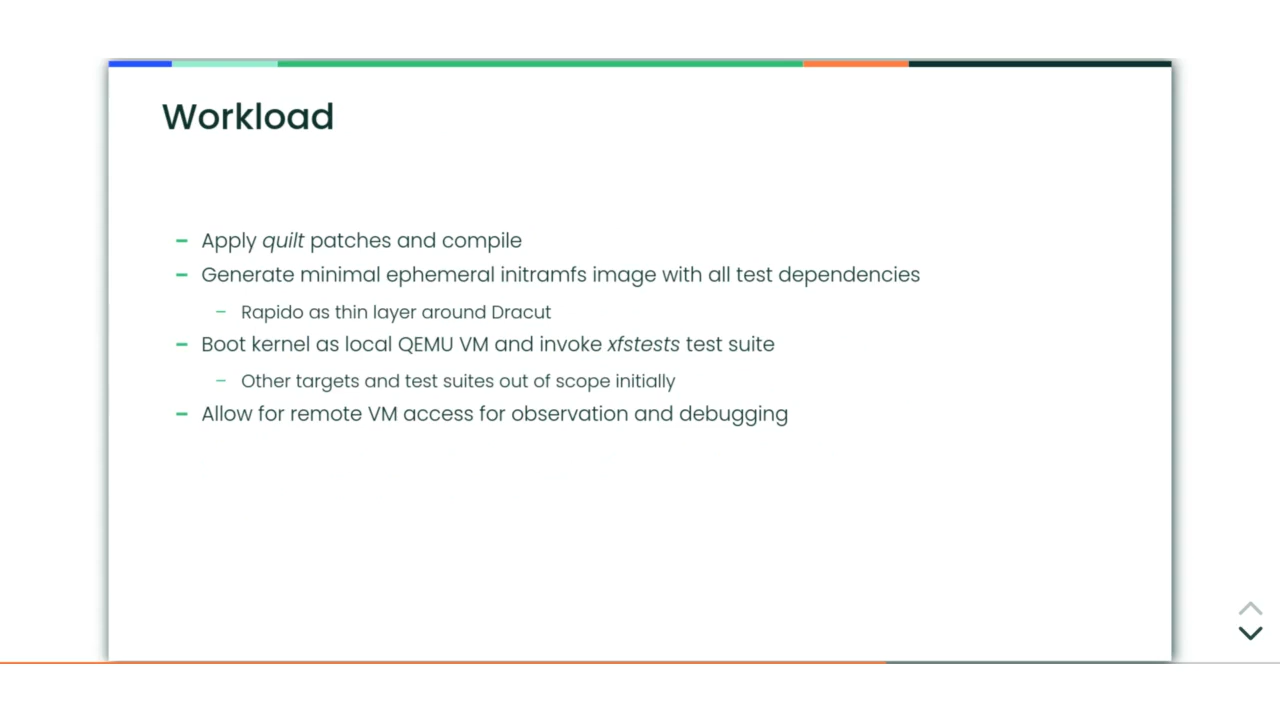 Workload
– Apply quilt patches and compile
– Generate minimal ephemeral initramfs image with all test dependencies
– Rapido as thin layer around Dracut
– Boot kernel as local QEMU VM and invoke xfstests test suite
– Other targets and test suites out of scope initially
– Allow for remote VM access for observation and debugging